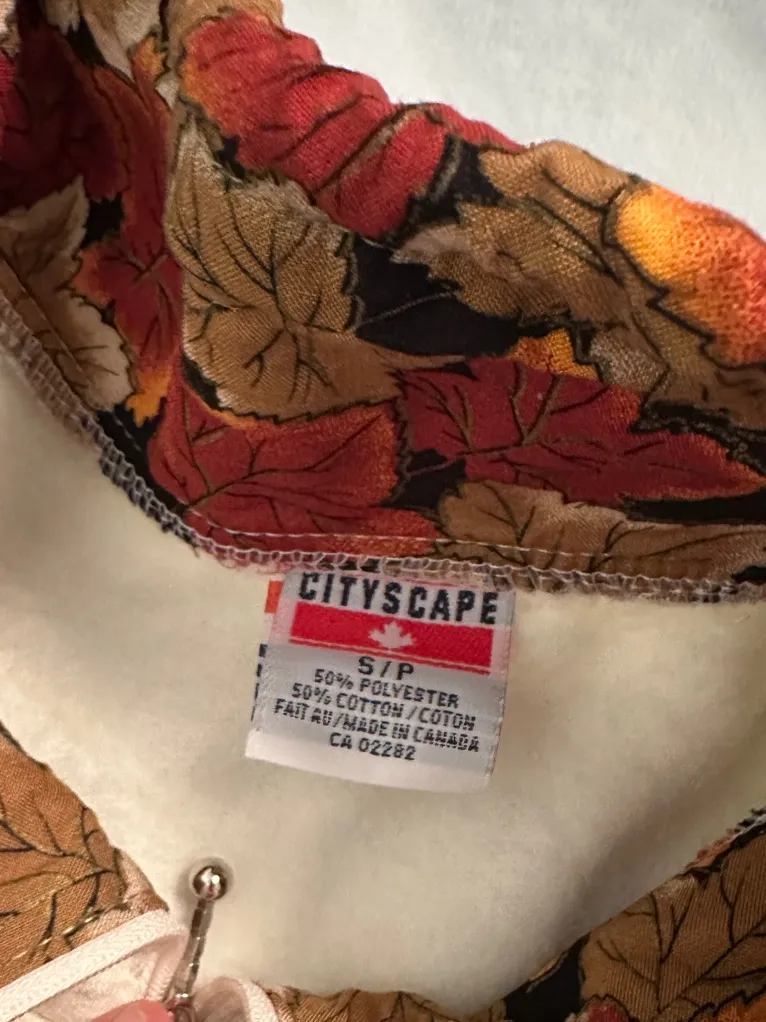 CITYSCAPE
S/P
50% POLYESTER
50% COTTON/COTON
FAIT AU/MADE IN CANADA
CA 02282